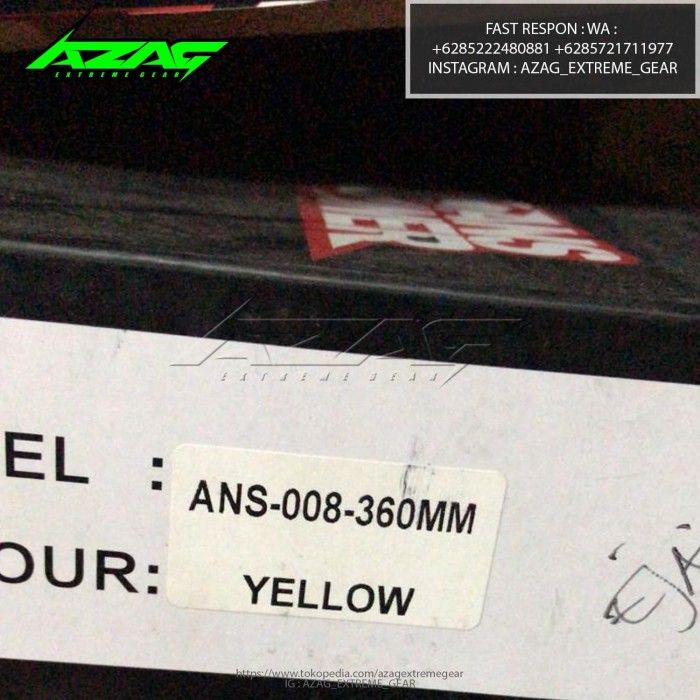 AZAG
EXTREME GEAR
FAST RESPON : WA :
+6285222480881 +6285721711977
INSTAGRAM : AZAG_EXTREME_GEAR
AZAG
EXTREME GEAR
EL : ANS-008-360MM
OUR: YELLOW
https://www.tokopedia.com/azagextremegear
IG : AZAG_EXTREME_GEAR